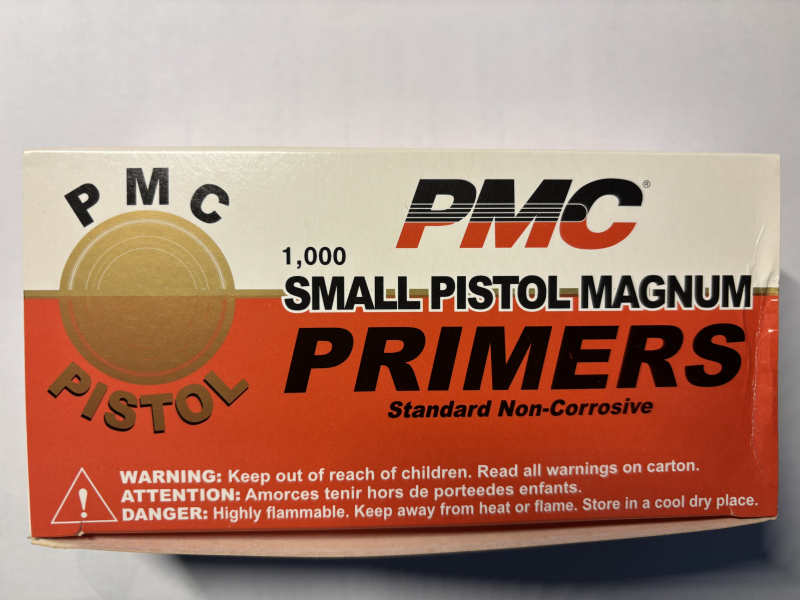 PMC
PISTOL
PMC®
1,000
SMALL PISTOL MAGNUM
PRIMERS
Standard Non-Corrosive
WARNING: Keep out of reach of children. Read all warnings on carton.
ATTENTION: Amorces tenir hors de porteedes enfants.
DANGER: Highly flammable. Keep away from heat or flame. Store in a cool dry place.